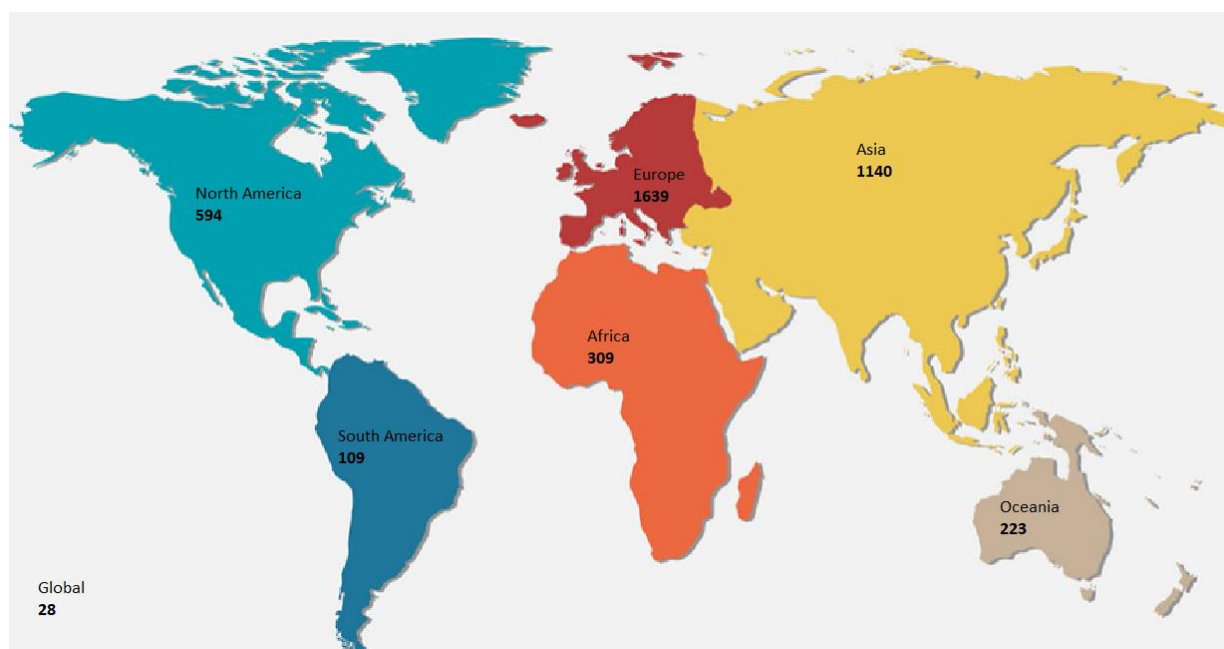 Asia
1140
Europe
1639
North America
594
Africa
309
South America
109
Oceania
223
Global
28